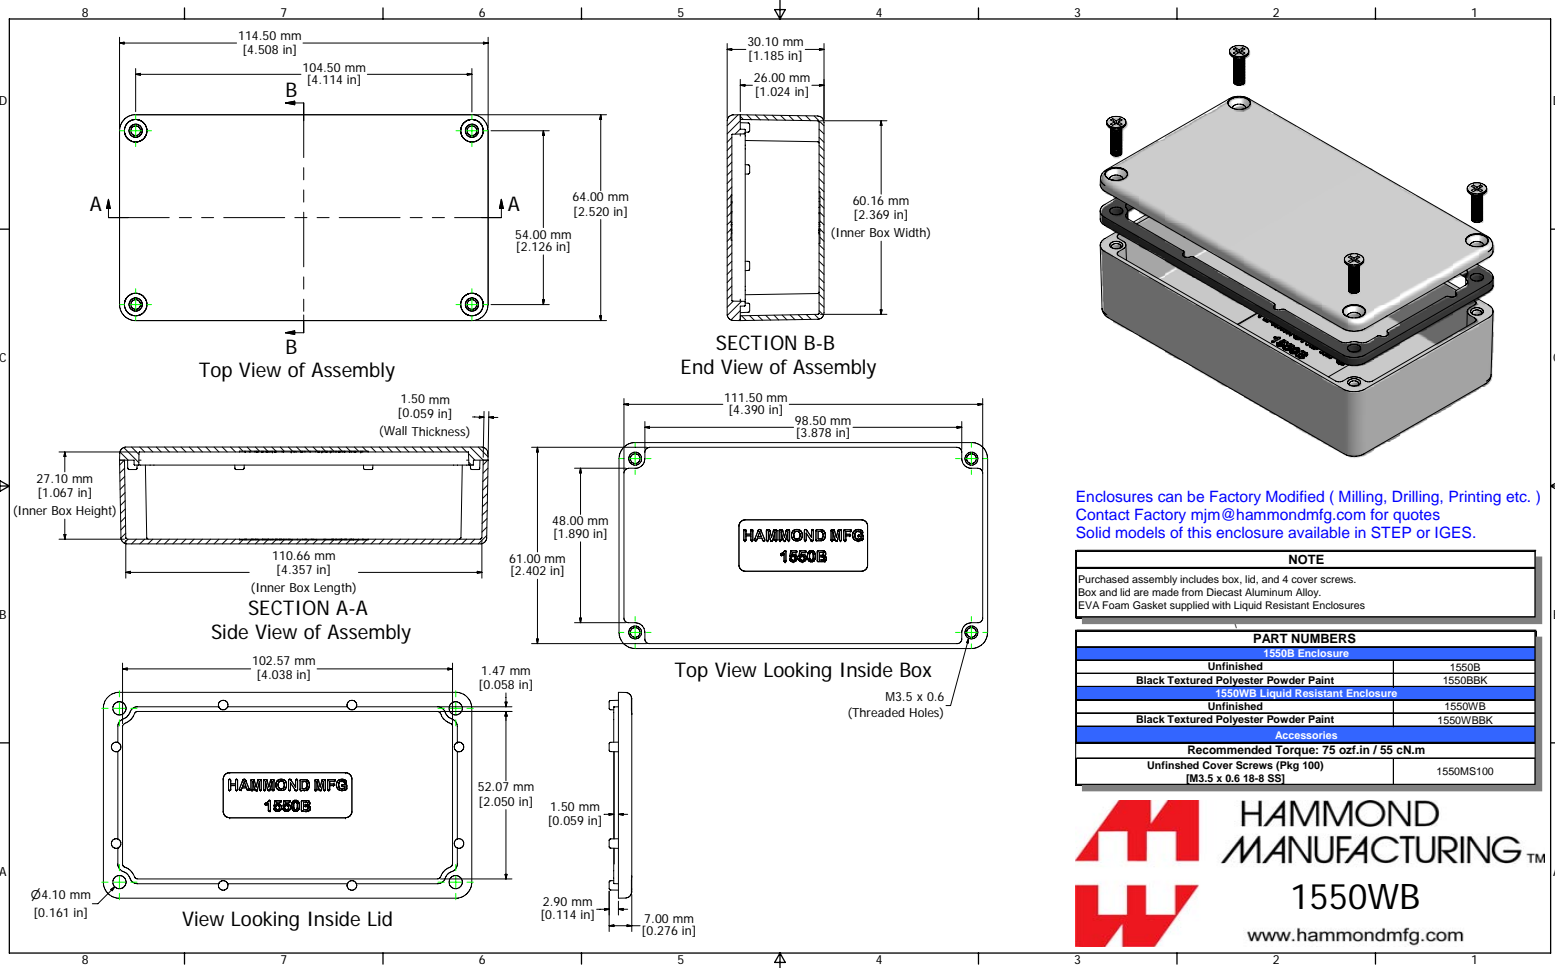 8 7 6 5 4 3 2 1
D
C
B
A
114.50 mm
[4.508 in]
104.50 mm
[4.114 in]
B
A
A
64.00 mm
[2.520 in]
54.00 mm
[2.126 in]
B
Top View of Assembly
30.10 mm
[1.185 in]
26.00 mm
[1.024 in]
60.16 mm
[2.369 in]
(Inner Box Width)
SECTION B-B
End View of Assembly
1.50 mm
[0.059 in]
(Wall Thickness)
27.10 mm
[1.067 in]
(Inner Box Height)
110.66 mm
[4.357 in]
(Inner Box Length)
SECTION A-A
Side View of Assembly
111.50 mm
[4.390 in]
98.50 mm
[3.878 in]
48.00 mm
[1.890 in]
61.00 mm
[2.402 in]
HAMMOND MFG
1550B
Top View Looking Inside Box
M3.5 x 0.6
(Threaded Holes)
102.57 mm
[4.038 in]
1.47 mm
[0.058 in]
HAMMOND MFG
1550B
52.07 mm
[2.050 in]
Ø4.10 mm
[0.161 in]
View Looking Inside Lid
1.50 mm
[0.059 in]
2.90 mm
[0.114 in]
7.00 mm
[0.276 in]
1550B
Enclosures can be Factory Modified ( Milling, Drilling, Printing etc. )
Contact Factory mjm@hammondmfg.com for quotes
Solid models of this enclosure available in STEP or IGES.
NOTE
Purchased assembly includes box, lid, and 4 cover screws.
Box and lid are made from Diecast Aluminum Alloy.
EVA Foam Gasket supplied with Liquid Resistant Enclosures
PART NUMBERS
1550B Enclosure
Unfinished 1550B
Black Textured Polyester Powder Paint 1550BBK
1550WB Liquid Resistant Enclosure
Unfinished 1550WB
Black Textured Polyester Powder Paint 1550WBBK
Accessories
Recommended Torque: 75 ozf.in / 55 cN.m
Unfinshed Cover Screws (Pkg 100)
[M3.5 x 0.6 18-8 SS] 1550MS100
HAMMOND
MANUFACTURING TM
1550WB
www.hammondmfg.com
8 7 6 5 4 3 2 1